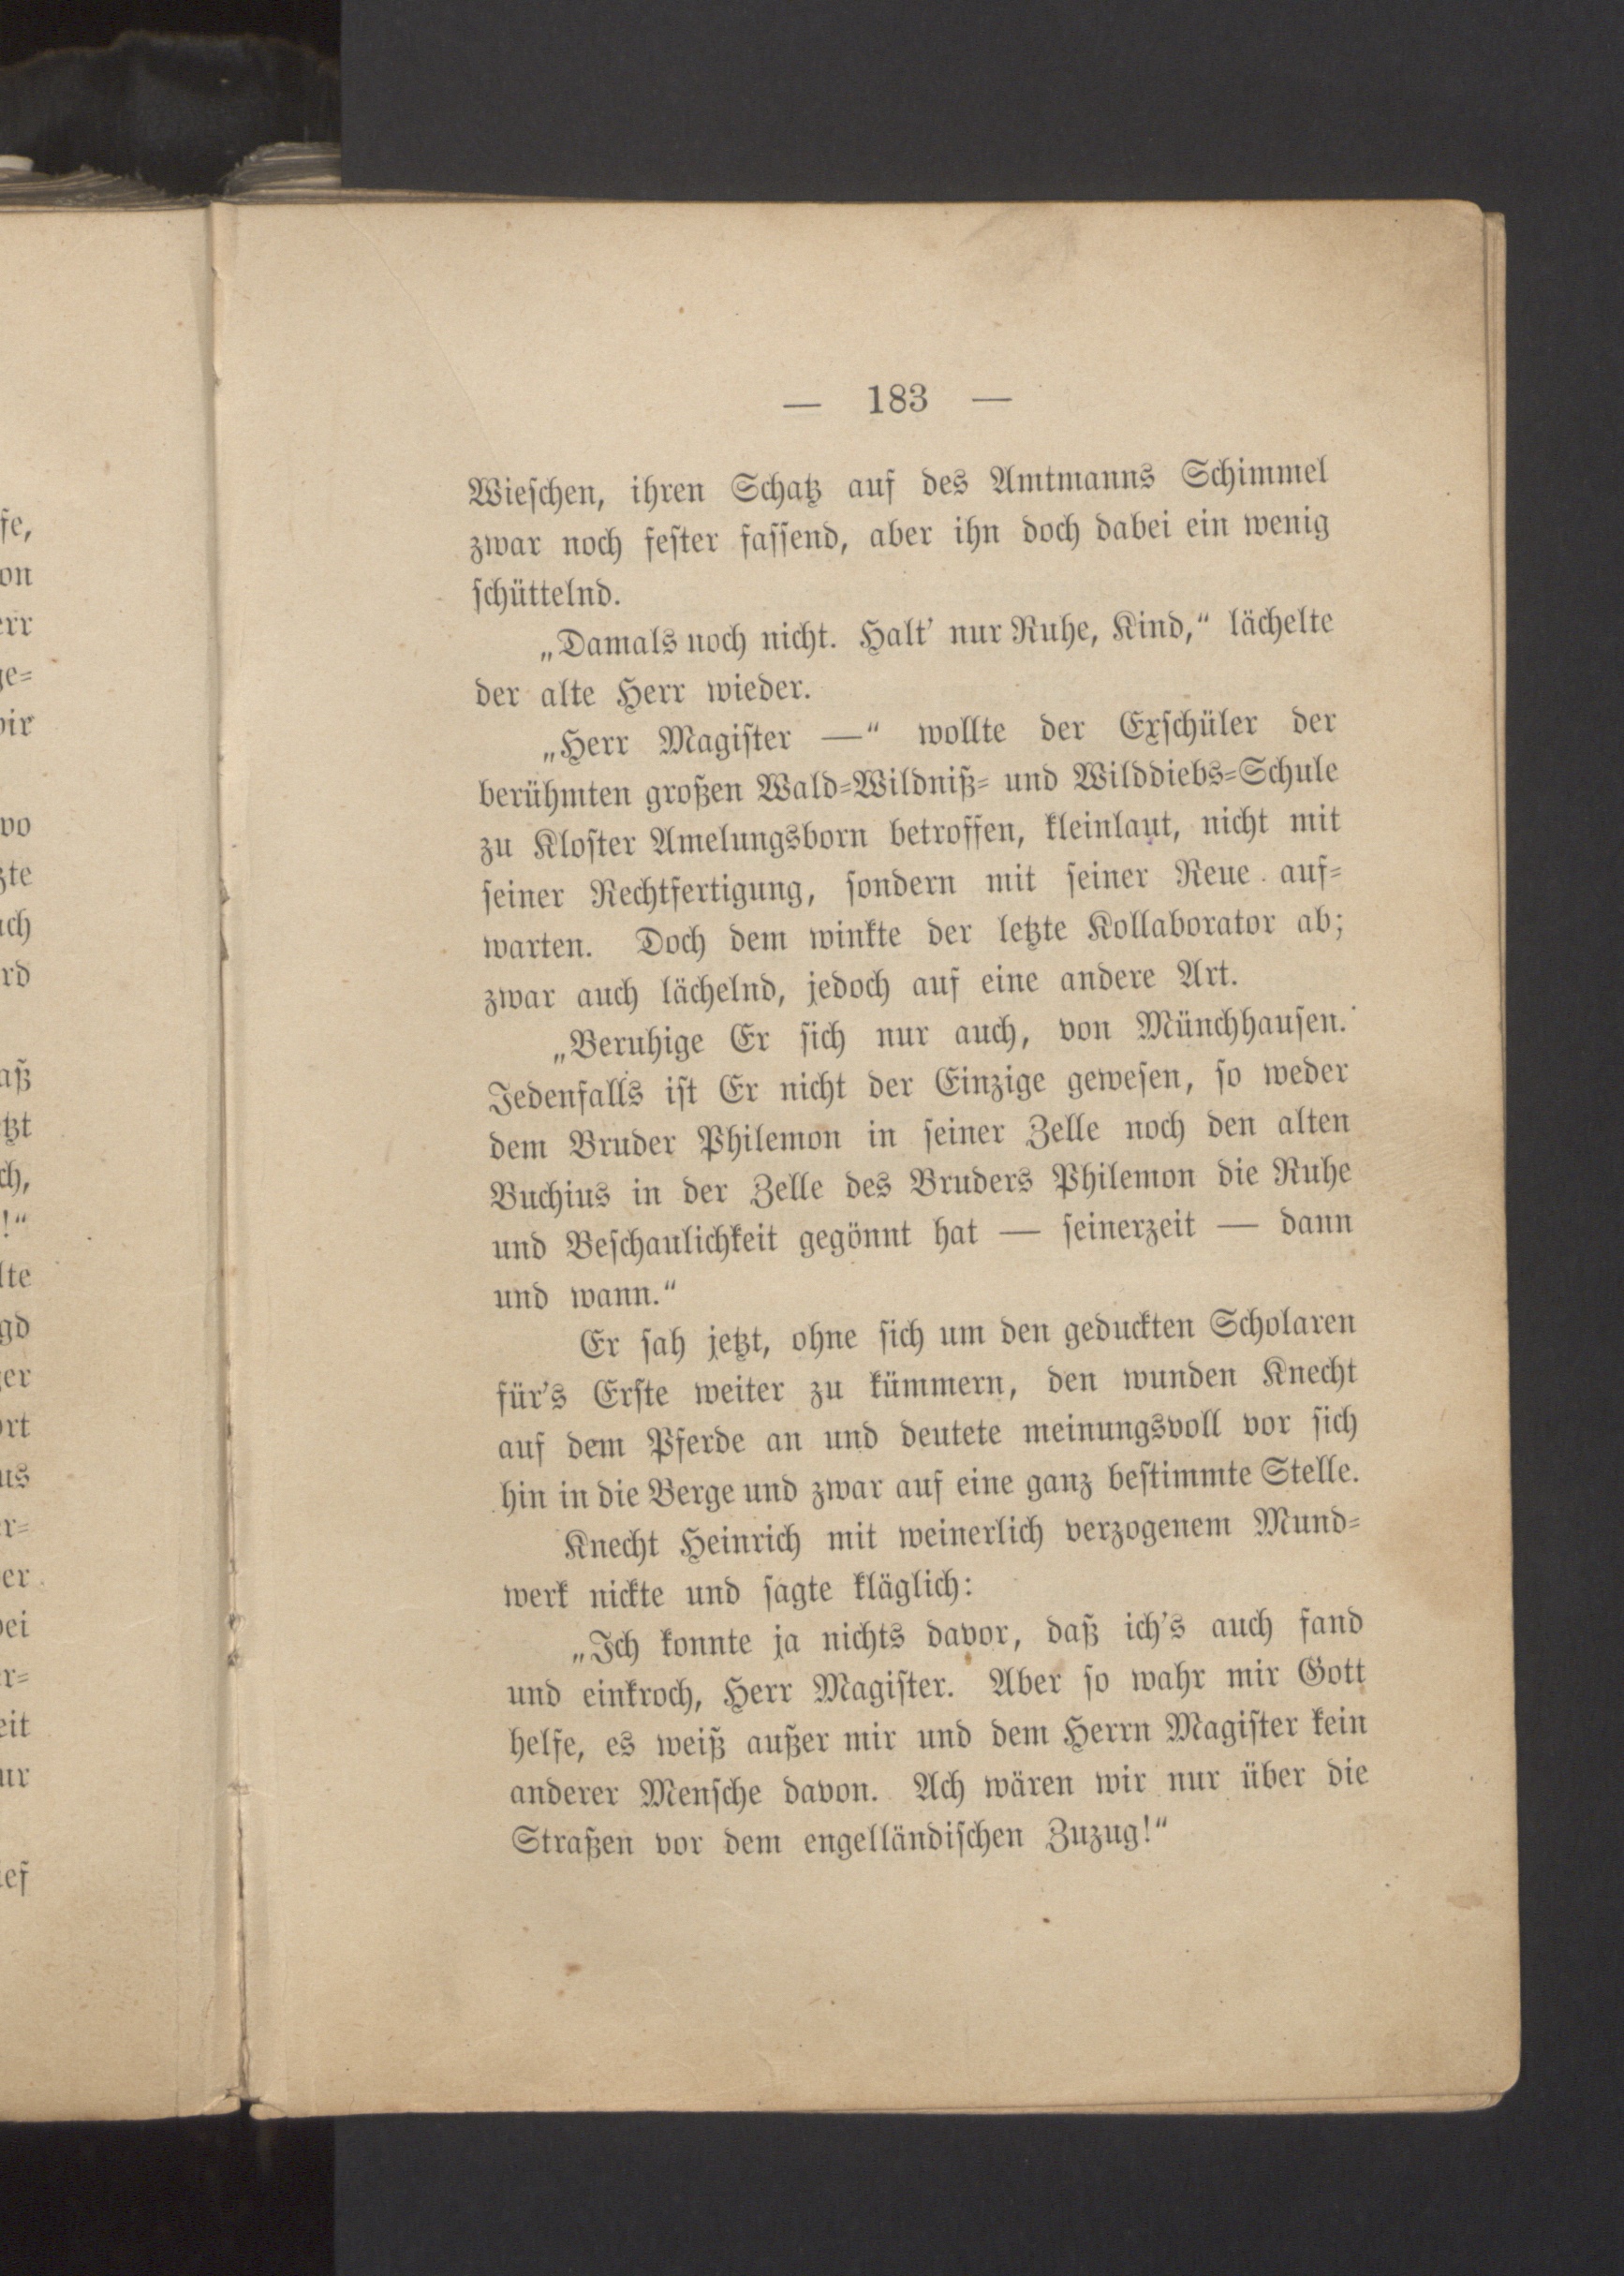 — 183 —
Wieschen, ihren Schatz auf des Amtmanns Schimmel
zwar noch fester fassend, aber ihn doch dabei ein wenig
schüttelnd.
„Damals noch nicht. Halt' nur Ruhe, Kind,“ lächelte
der alte Herr wieder.
„Herr Magister —“ wollte der Exschüler der
berühmten großen Wald-Wildniß- und Wilddiebs-Schule
zu Kloster Amelungsborn betroffen, kleinlaut, nicht mit
seiner Rechtfertigung, sondern mit seiner Reue auf-
warten. Doch dem winkte der letzte Kollaborator ab;
zwar auch lächelnd, jedoch auf eine andere Art.
„Beruhige Er sich nur auch, von Münchhausen.
Jedenfalls ist Er nicht der Einzige gewesen, so weder
dem Bruder Philemon in seiner Zelle noch den alten
Buchius in der Zelle des Bruders Philemon die Ruhe
und Beschaulichkeit gegönnt hat — seinerzeit — dann
und wann.“
Er sah jetzt, ohne sich um den geduckten Scholaren
für's Erste weiter zu kümmern, den wunden Knecht
auf dem Pferde an und deutete meinungsvoll vor sich
hin in die Berge und zwar auf eine ganz bestimmte Stelle.
Knecht Heinrich mit weinerlich verzogenem Mund-
werk nickte und sagte kläglich:
„Ich konnte ja nichts davor, daß ich's auch fand
und einkroch, Herr Magister. Aber so wahr mir Gott
helfe, es weiß außer mir und dem Herrn Magister kein
anderer Mensche davon. Ach wären wir nur über die
Straßen vor dem engelländischen Zuzug!“